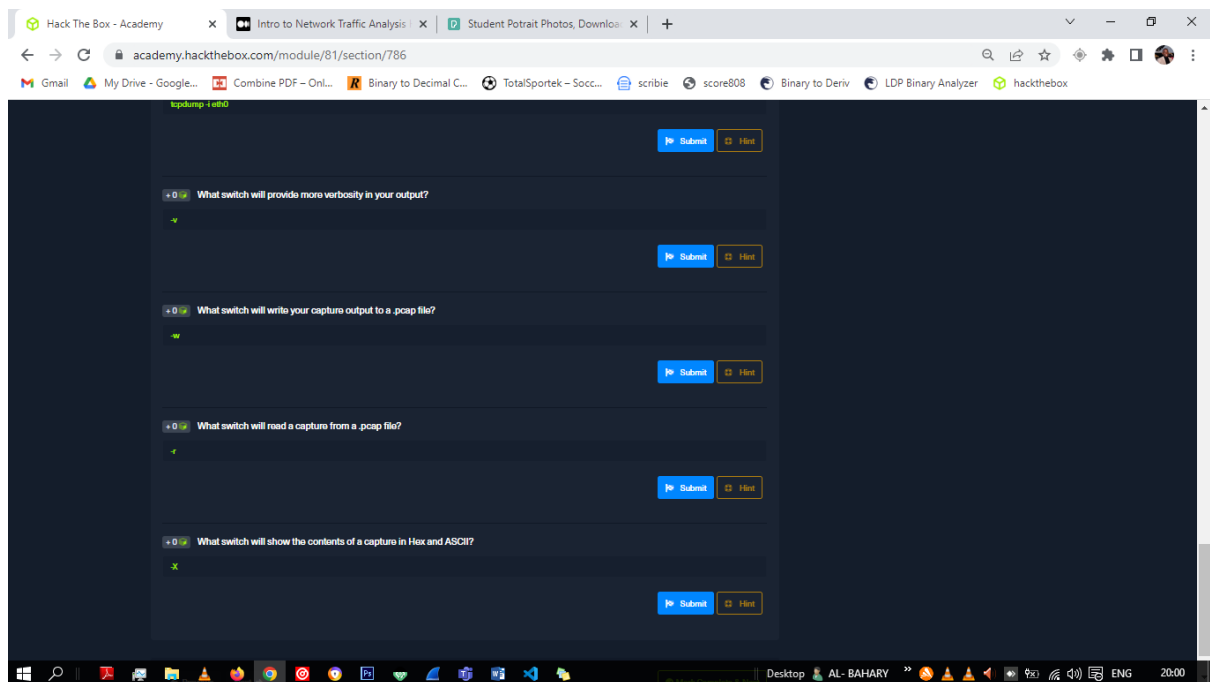 Hack The Box - Academy
Intro to Network Traffic Analysis
Student Potrait Photos, Downloa
academy.hackthebox.com/module/81/section/786
Gmail My Drive - Google... Combine PDF – Onl... Binary to Decimal C... TotalSportek – Socc... scribie score808 Binary to Deriv LDP Binary Analyzer hackthebox
tcpdump -i eth0
Submit Hint
+ 0 What switch will provide more verbosity in your output?
-v
Submit Hint
+ 0 What switch will write your capture output to a .pcap file?
-w
Submit Hint
+ 0 What switch will read a capture from a .pcap file?
-r
Submit Hint
+ 0 What switch will show the contents of a capture in Hex and ASCII?
-X
Submit Hint
Desktop AL- BAHARY ENG 20:00